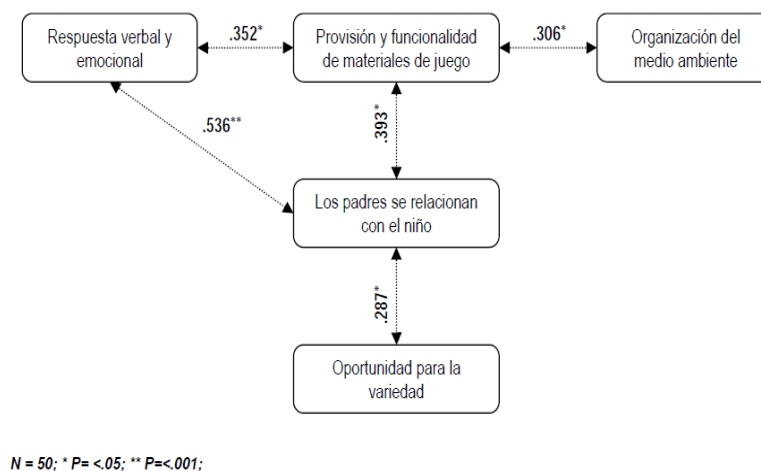 Respuesta verbal y
emocional
.352*
Provisión y funcionalidad
de materiales de juego
.306*
Organización del
medio ambiente
.536**
.393*
Los padres se relacionan
con el niño
.287*
Oportunidad para la
variedad
N = 50; * P= <.05; ** P=<.001;